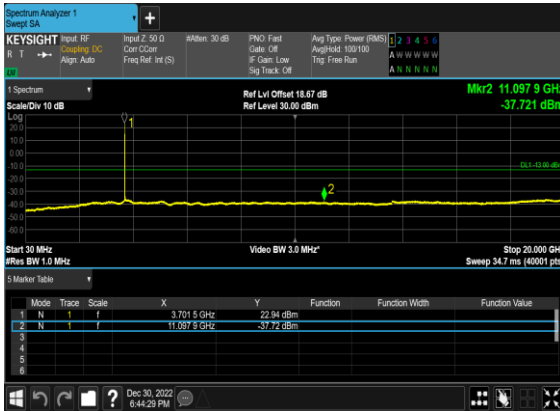 Spectrum Analyzer 1
Swept SA
+
KEYSIGHT
R T
Input: RF
Coupling: DC
Align: Auto
Input Z: 50 Ω
Corr CCorr
Freq Ref: Int (S)
#Atten: 30 dB
PNO: Fast
Gate: Off
IF Gain: Low
Sig Track: Off
Avg Type: Power (RMS)
Avg|Hold: 100/100
Trig: Free Run
1 2 3 4 5 6
A W W W W W
A N N N N N
1 Spectrum
Scale/Div 10 dB
Ref Lvl Offset 18.67 dB
Ref Level 30.00 dBm
Mkr2 11.097 9 GHz
-37.721 dBm
Log
20.0
10.0
0.00
-10.0
-20.0
-30.0
-40.0
-50.0
-60.0
1
2
DL1 -13.00 dBm
Start 30 MHz
#Res BW 1.0 MHz
Video BW 3.0 MHz*
Stop 20.000 GHz
Sweep 34.7 ms (40001 pts)
5 Marker Table
Mode Trace Scale X Y Function Function Width Function Value
1 N 1 f 3.701 5 GHz 22.94 dBm
2 N 1 f 11.097 9 GHz -37.72 dBm
3
4
5
6
?
Dec 30, 2022
6:44:29 PM